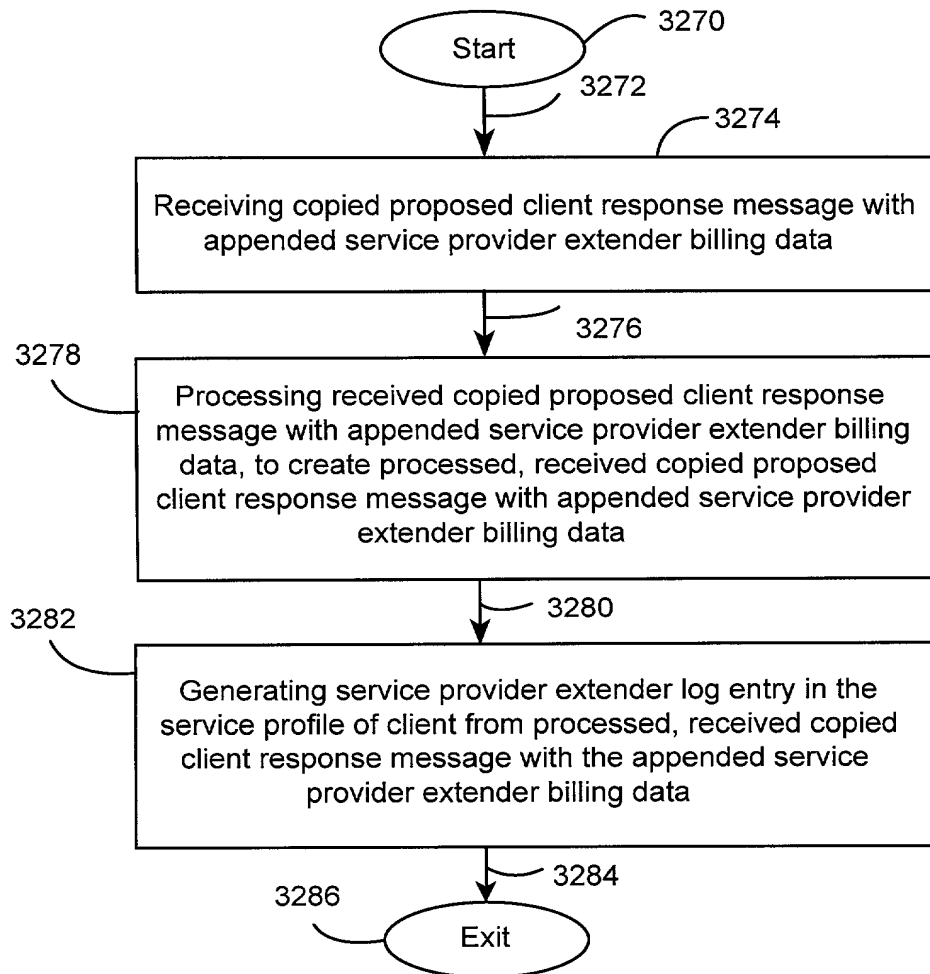 Start
3270
3272
3274
Receiving copied proposed client response message with
appended service provider extender billing data
3276
3278
Processing received copied proposed client response
message with appended service provider extender billing
data, to create processed, received copied proposed
client response message with appended service provider
extender billing data
3280
3282
Generating service provider extender log entry in the
service profile of client from processed, received copied
client response message with the appended service
provider extender billing data
3284
3286
Exit